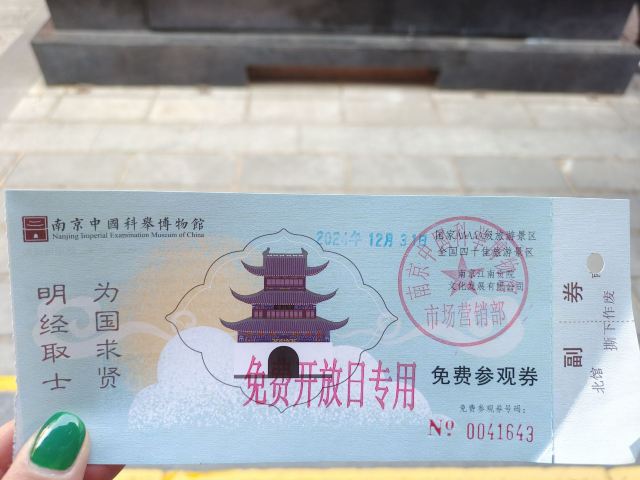 南京中國科舉博物館
Nanjing Imperial Examination Museum of China
2024年 12月 31日
国家AAAAA级旅游景区
全国四十佳旅游景区
南京江南贡院
文化发展有限公司
市场营销部
为国求贤
明经取士
免费开放日专用
免费参观券
免费参观券号码:
Nº 0041643
副券
北馆 撕下作废